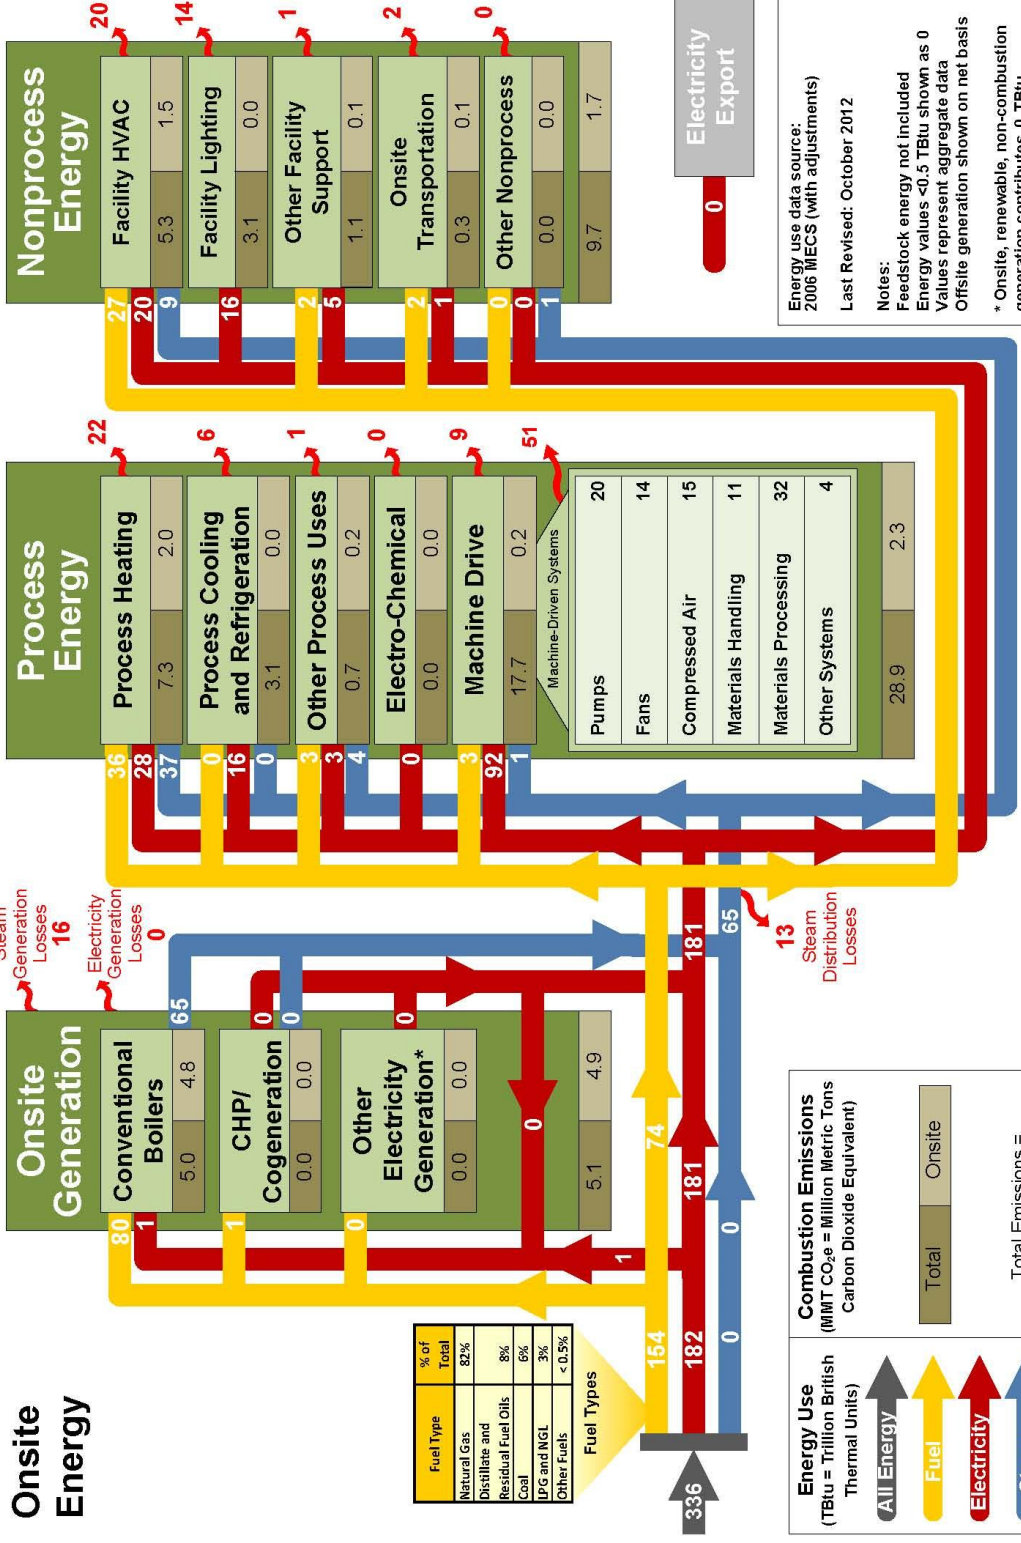 Onsite
Energy
Fuel Type
% of
Total
Natural Gas
82%
Distillate and
Residual Fuel Oils
8%
Coal
6%
LPG and NGL
3%
Other Fuels
< 0.5%
Fuel Types
336
154
182
0
Onsite
Generation
80
1
Conventional
Boilers
5.0
4.8
65
1
CHP/
Cogeneration
0.0
0.0
0
0
0
Other
Electricity
Generation*
0.0
0.0
0
5.1
4.9
Generation
Losses
16
Electricity
Generation
Losses
0
1
0
74
181
0
181
65
13
Steam
Distribution
Losses
Process
Energy
36
28
37
Process Heating
7.3
2.0
22
0
16
0
Process Cooling
and Refrigeration
3.1
0.0
6
3
3
4
Other Process Uses
0.7
0.2
1
0
Electro-Chemical
0.0
0.0
0
3
92
1
Machine Drive
17.7
0.2
9
Machine-Driven Systems
51
Pumps
20
Fans
14
Compressed Air
15
Materials Handling
11
Materials Processing
32
Other Systems
4
28.9
2.3
Nonprocess
Energy
27
20
9
Facility HVAC
5.3
1.5
20
16
Facility Lighting
3.1
0.0
14
2
5
Other Facility
Support
1.1
0.1
1
2
1
Onsite
Transportation
0.3
0.1
2
0
0
1
Other Nonprocess
0.0
0.0
0
9.7
1.7
0
Electricity
Export
Energy Use
(TBtu = Trillion British
Thermal Units)
All Energy
Fuel
Electricity
Combustion Emissions
(MMT CO₂e = Million Metric Tons
Carbon Dioxide Equivalent)
Total
Onsite
Total Emissions =
Energy use data source:
2006 MECS (with adjustments)
Last Revised: October 2012
Notes:
Feedstock energy not included
Energy values <0.5 TBtu shown as 0
Values represent aggregate data
Offsite generation shown on net basis
* Onsite, renewable, non-combustion
generation contributes 0 TBtu